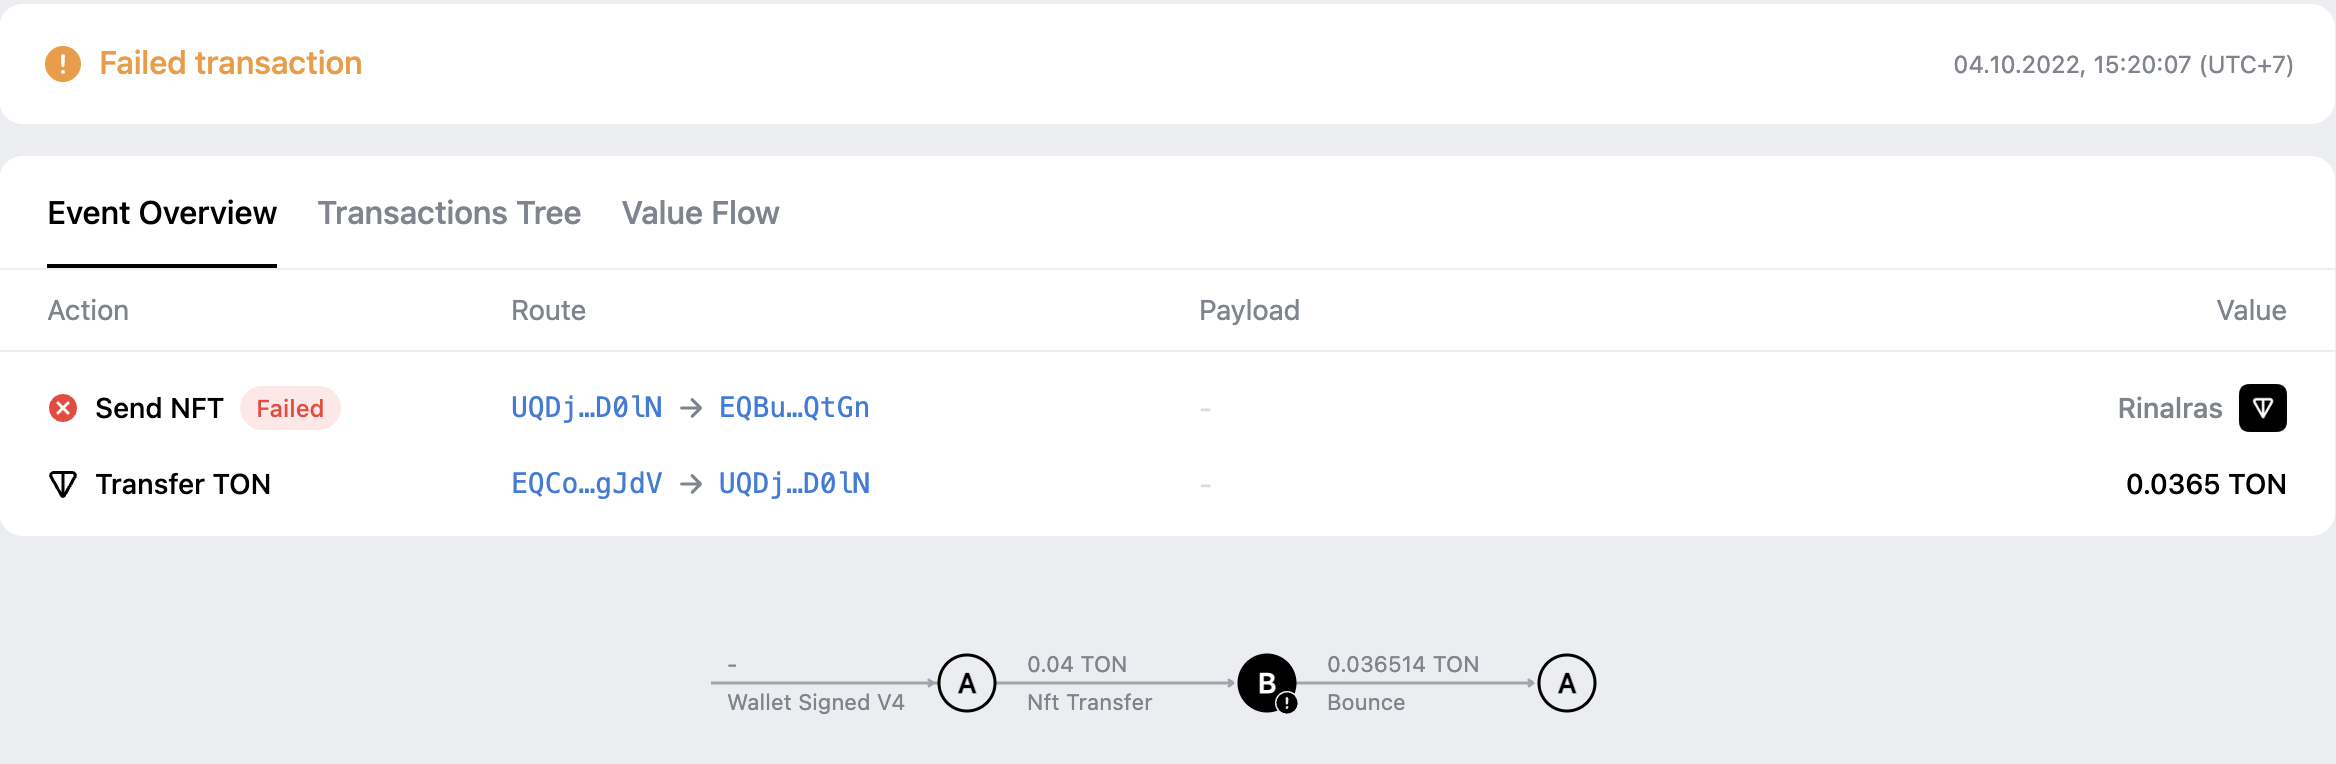 Failed transaction
04.10.2022, 15:20:07 (UTC+7)
Event Overview Transactions Tree Value Flow
Action Route Payload Value
Send NFT Failed UQDj…D0lN → EQBu…QtGn - Rinalras
Transfer TON EQCo…gJdV → UQDj…D0lN - 0.0365 TON
- 0.04 TON 0.036514 TON
A B ! A
Wallet Signed V4 Nft Transfer Bounce